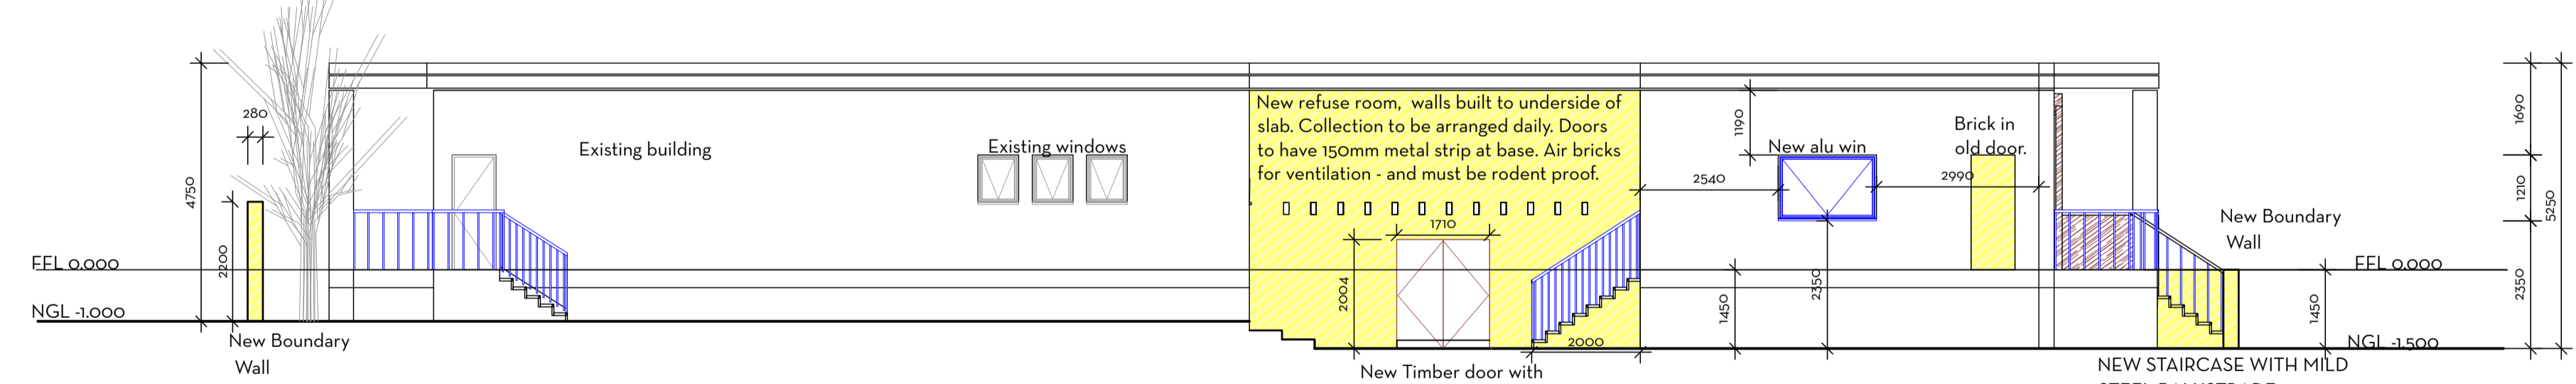 280
4750
2200
FFL 0.000
NGL -1.000
New Boundary
Wall
Existing building
Existing windows
New refuse room, walls built to underside of
slab. Collection to be arranged daily. Doors
to have 150mm metal strip at base. Air bricks
for ventilation - and must be rodent proof.
1710
2004
2000
New Timber door with
2540
1190
New alu win
2990
Brick in
old door.
1450
2350
New Boundary
Wall
FFL 0.000
1450
NGL -1.500
NEW STAIRCASE WITH MILD
1690
1210
2350
5250